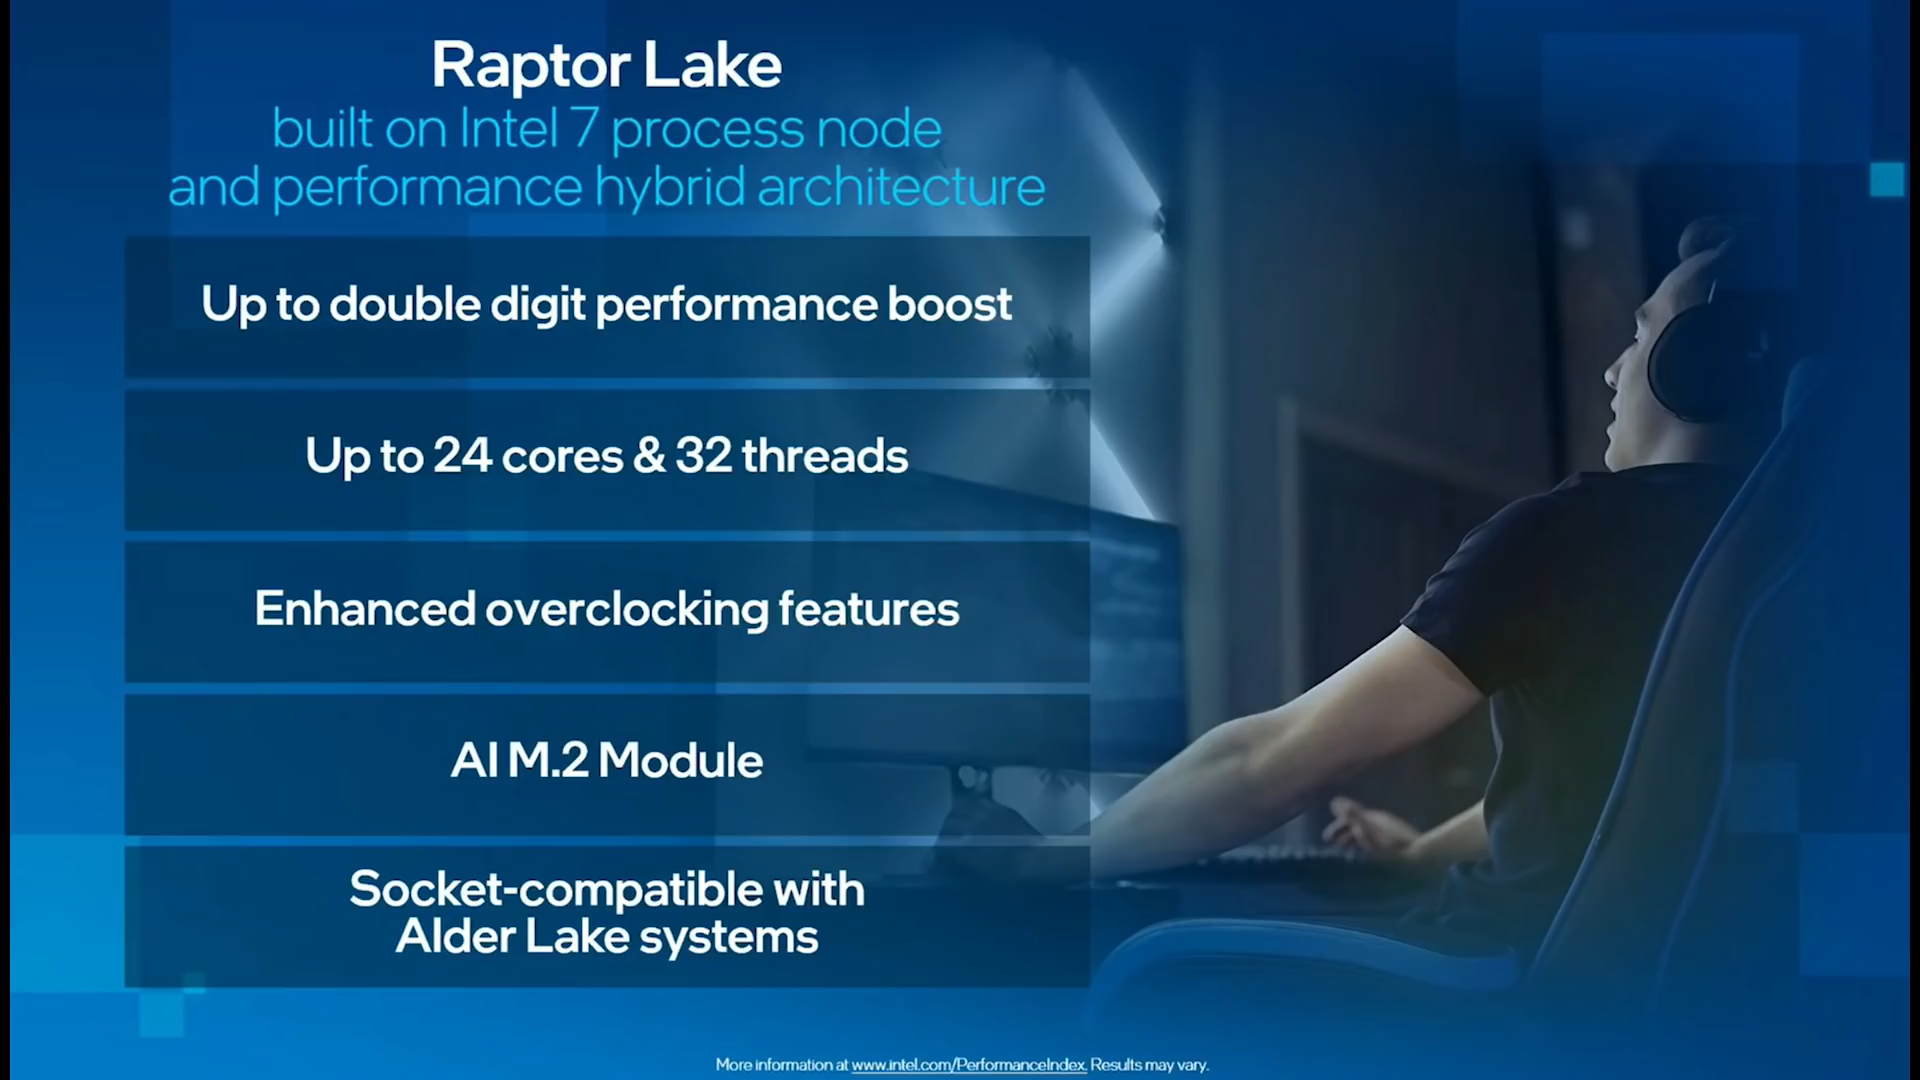 Raptor Lake
built on Intel 7 process node
and performance hybrid architecture
Up to double digit performance boost
Up to 24 cores & 32 threads
Enhanced overclocking features
AI M.2 Module
Socket-compatible with
Alder Lake systems
More information at www.intel.com/PerformanceIndex. Results may vary.